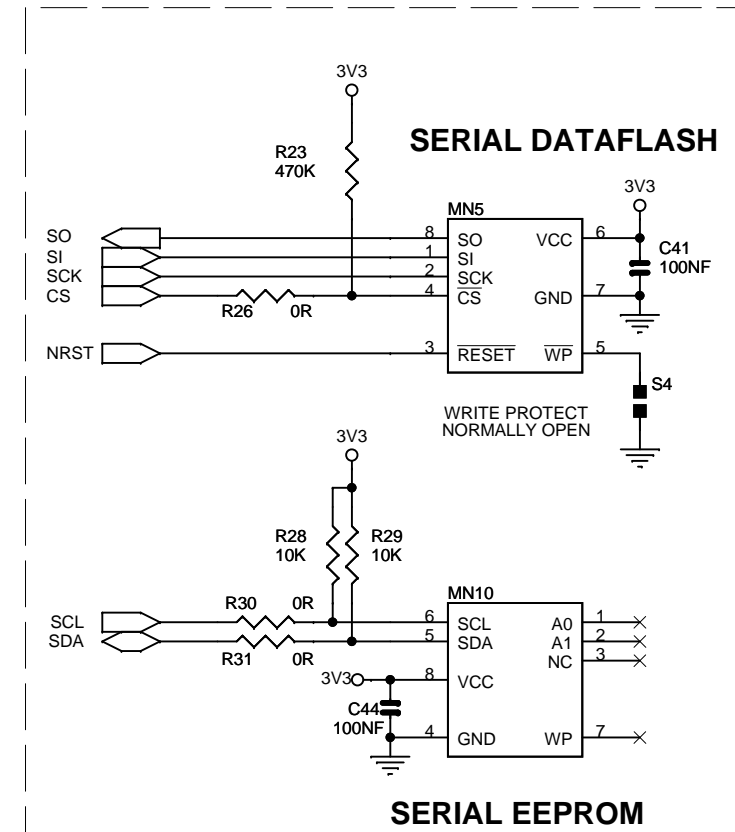 3V3
SERIAL DATAFLASH
R23
470K
3V3
MN5
SO
8
SO
VCC
6
C41
100NF
SI
1
SI
SCK
2
SCK
CS
R26
0R
4
CS
GND
7
NRST
3
RESET
WP
5
S4
WRITE PROTECT
NORMALLY OPEN
3V3
R28
10K
R29
10K
MN10
SCL
R30
0R
6
SCL
A0
1
SDA
R31
0R
5
SDA
A1
2
NC
3
3V3
8
VCC
C44
100NF
4
GND
WP
7
SERIAL EEPROM